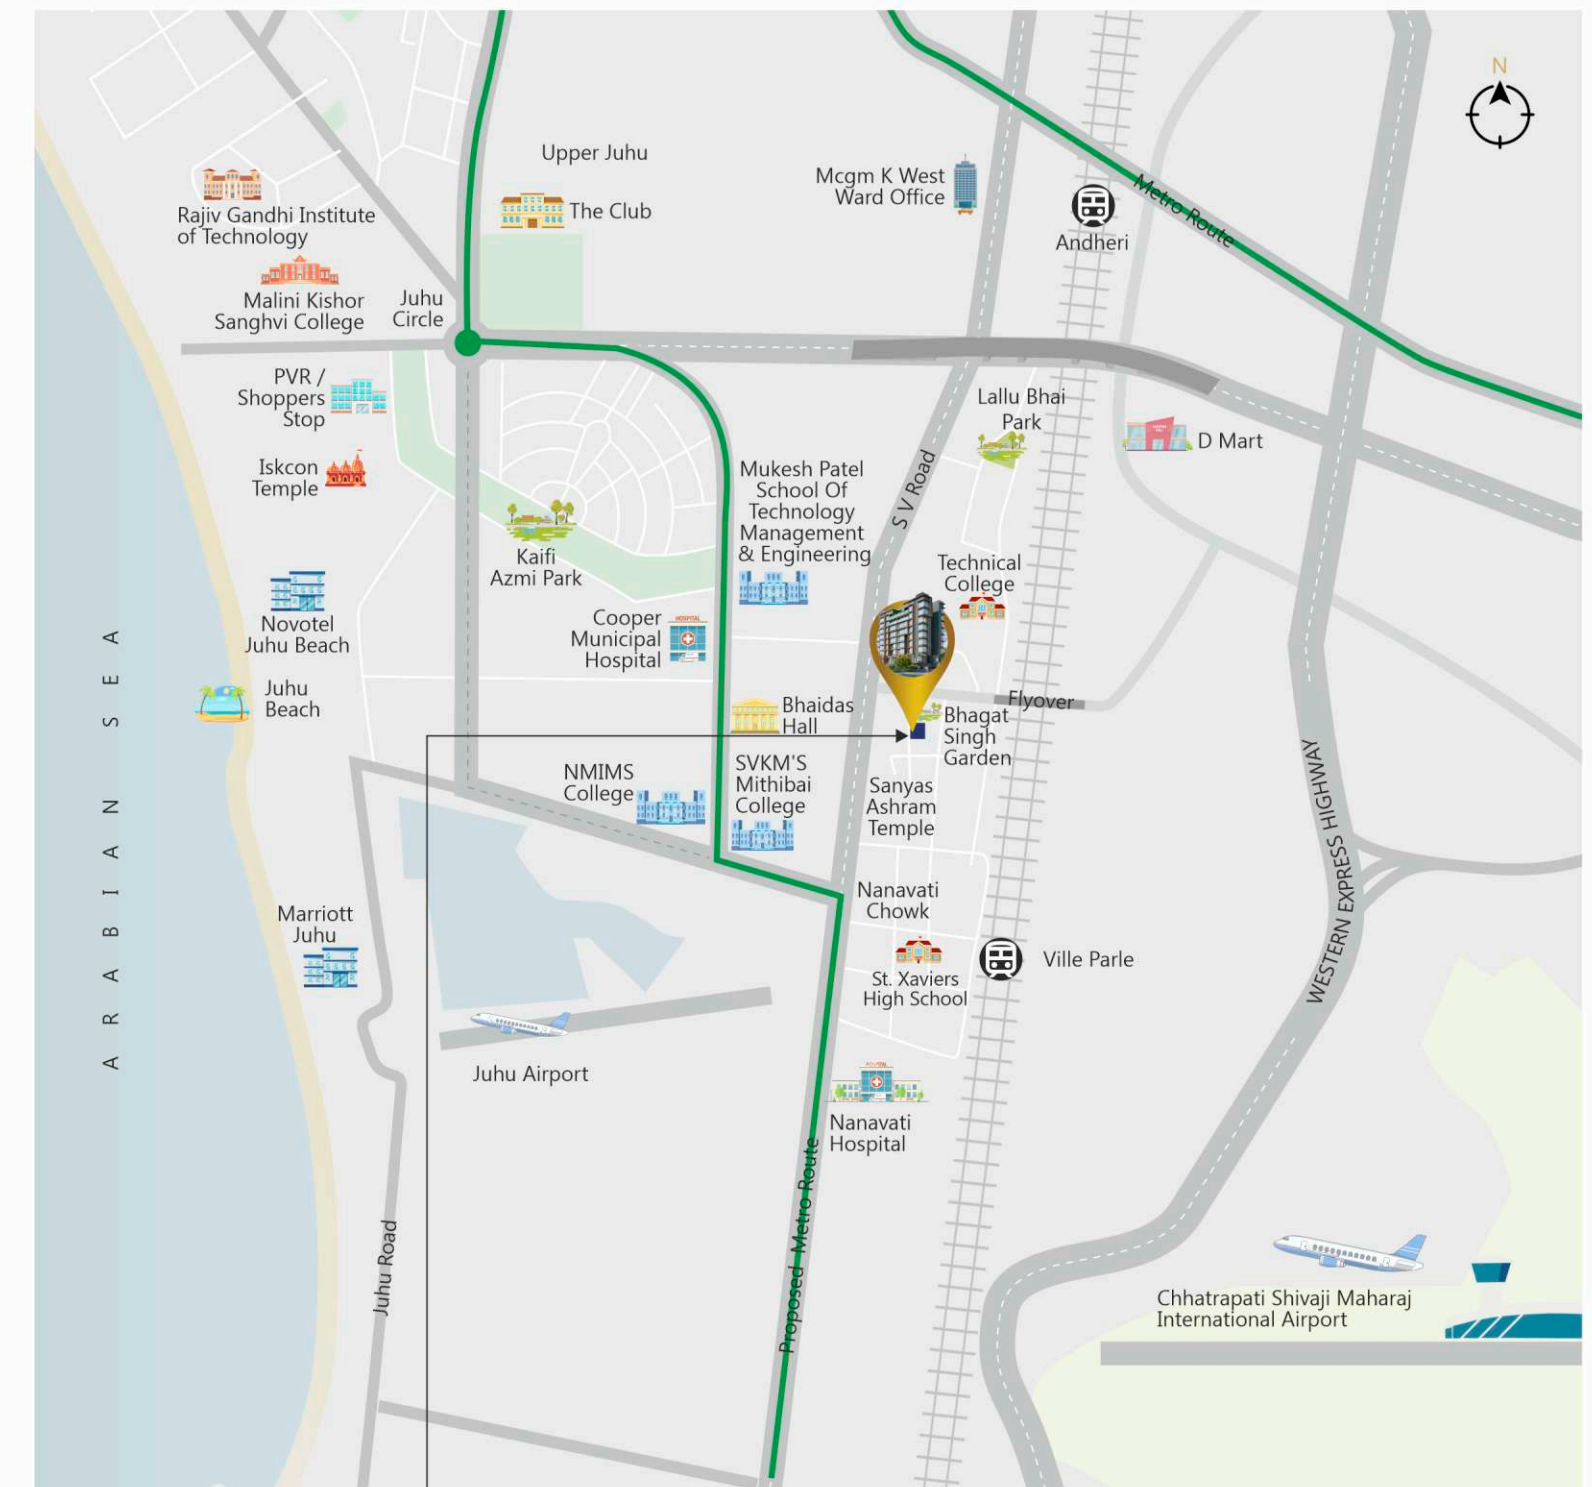 N
Upper Juhu
The Club
Mcgm K West
Ward Office
Andheri
Metro Route
Rajiv Gandhi Institute
of Technology
Malini Kishor
Sanghvi College
Juhu
Circle
PVR /
Shoppers
Stop
Iskcon
Temple
Kaifi
Azmi Park
Mukesh Patel
School Of
Technology
Management
& Engineering
S V Road
Lallu Bhai
Park
D Mart
Technical
College
Novotel
Juhu Beach
Cooper
Municipal
Hospital
HOSPITAL
Juhu
Beach
Bhaidas
Hall
Flyover
Bhagat
Singh
Garden
NMIMS
College
SVKM'S
Mithibai
College
Sanyas
Ashram
Temple
ARABIAN SEA
WESTERN EXPRESS HIGHWAY
Marriott
Juhu
Nanavati
Chowk
St. Xaviers
High School
Ville Parle
Juhu Airport
Nanavati
Hospital
Juhu Road
Proposed Metro Route
Chhatrapati Shivaji Maharaj
International Airport